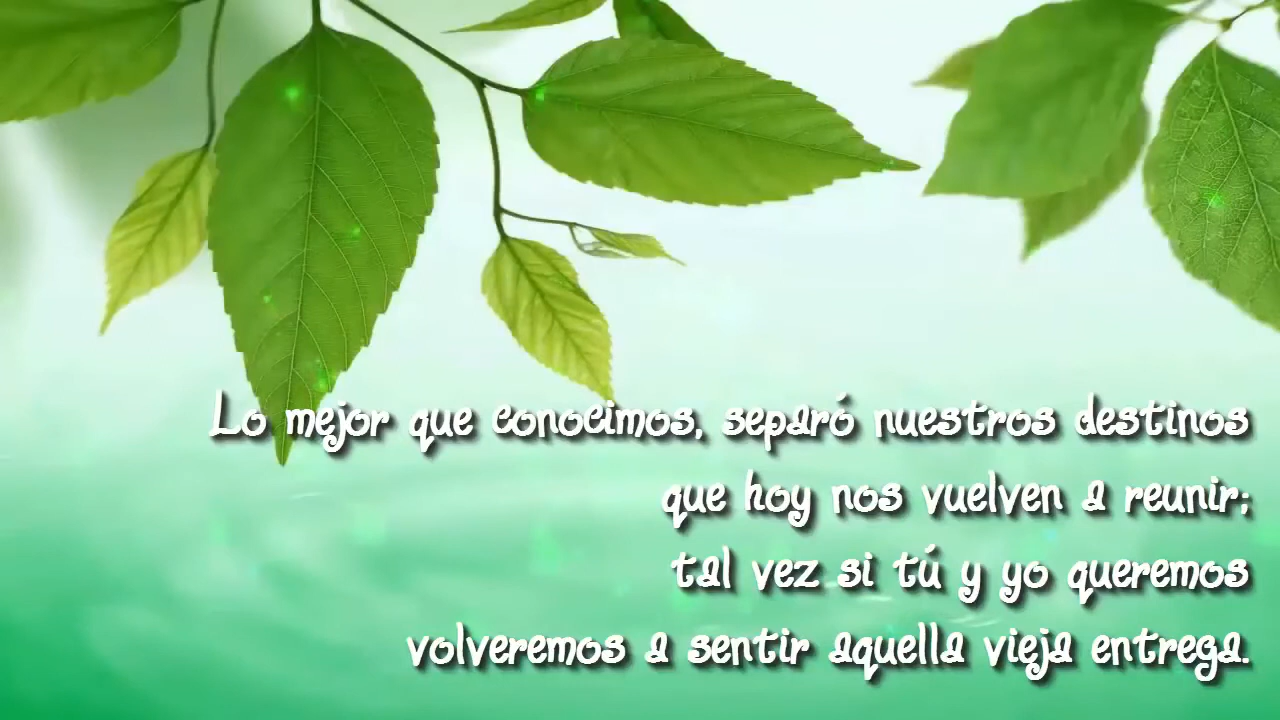 Lo mejor que conocimos, separó nuestros destinos
que hoy nos vuelven a reunir;
tal vez si tú y yo queremos
volveremos a sentir aquella vieja entrega.